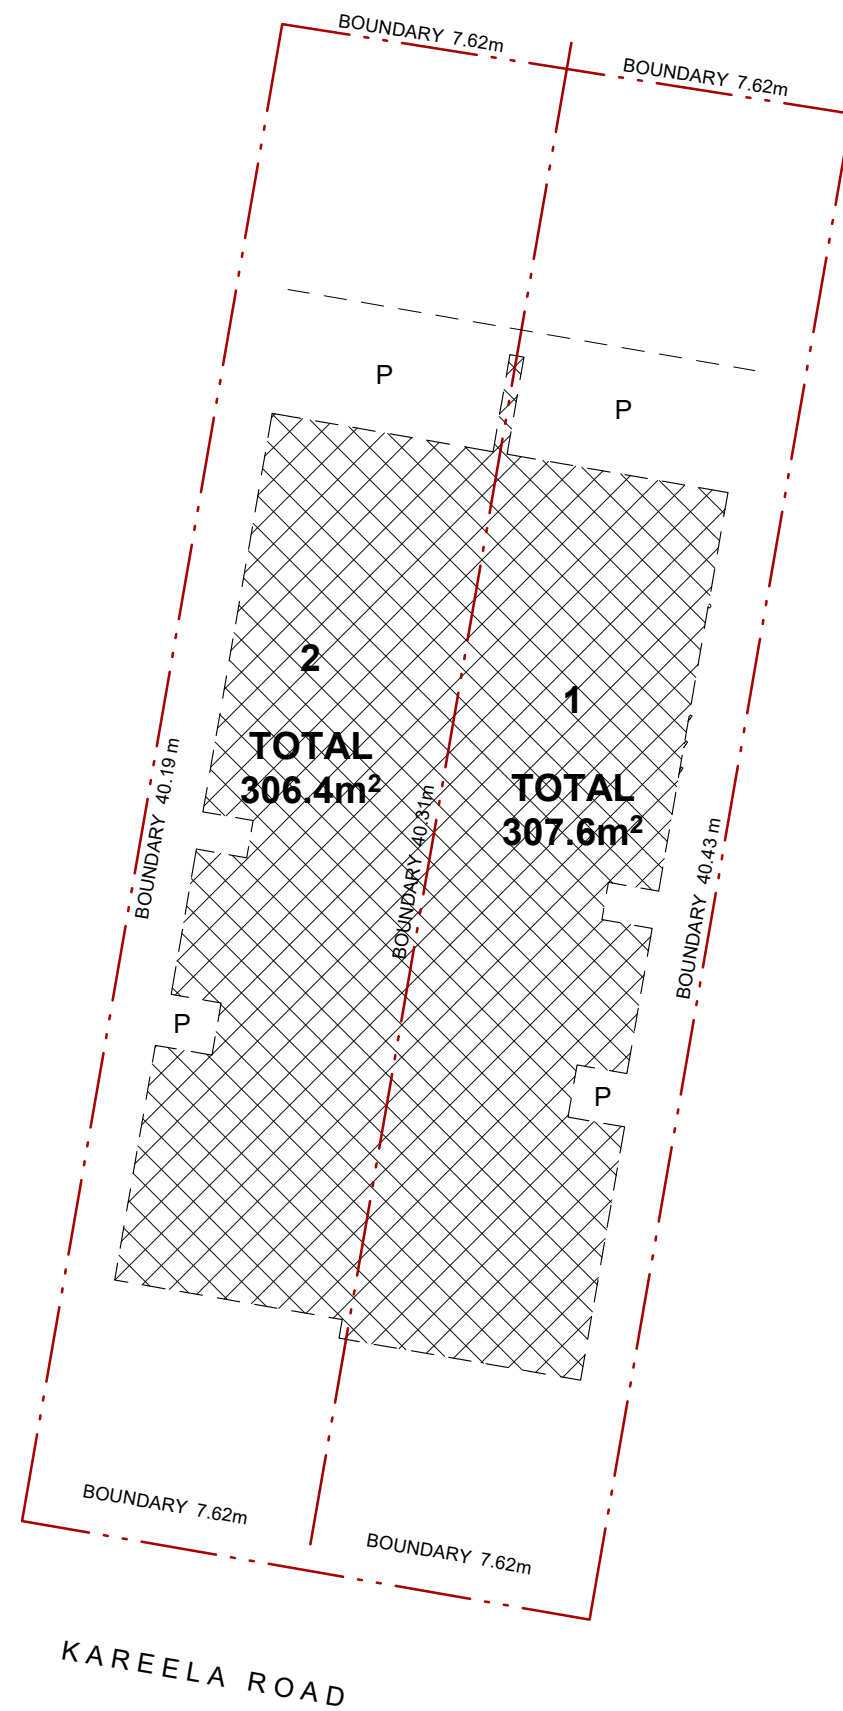 BOUNDARY 7.62m
BOUNDARY 7.62m
P
P
2
TOTAL
306.4m²
1
TOTAL
307.6m²
BOUNDARY 40.19 m
BOUNDARY 40.31m
BOUNDARY 40.43 m
P
P
BOUNDARY 7.62m
BOUNDARY 7.62m
KAREELA ROAD